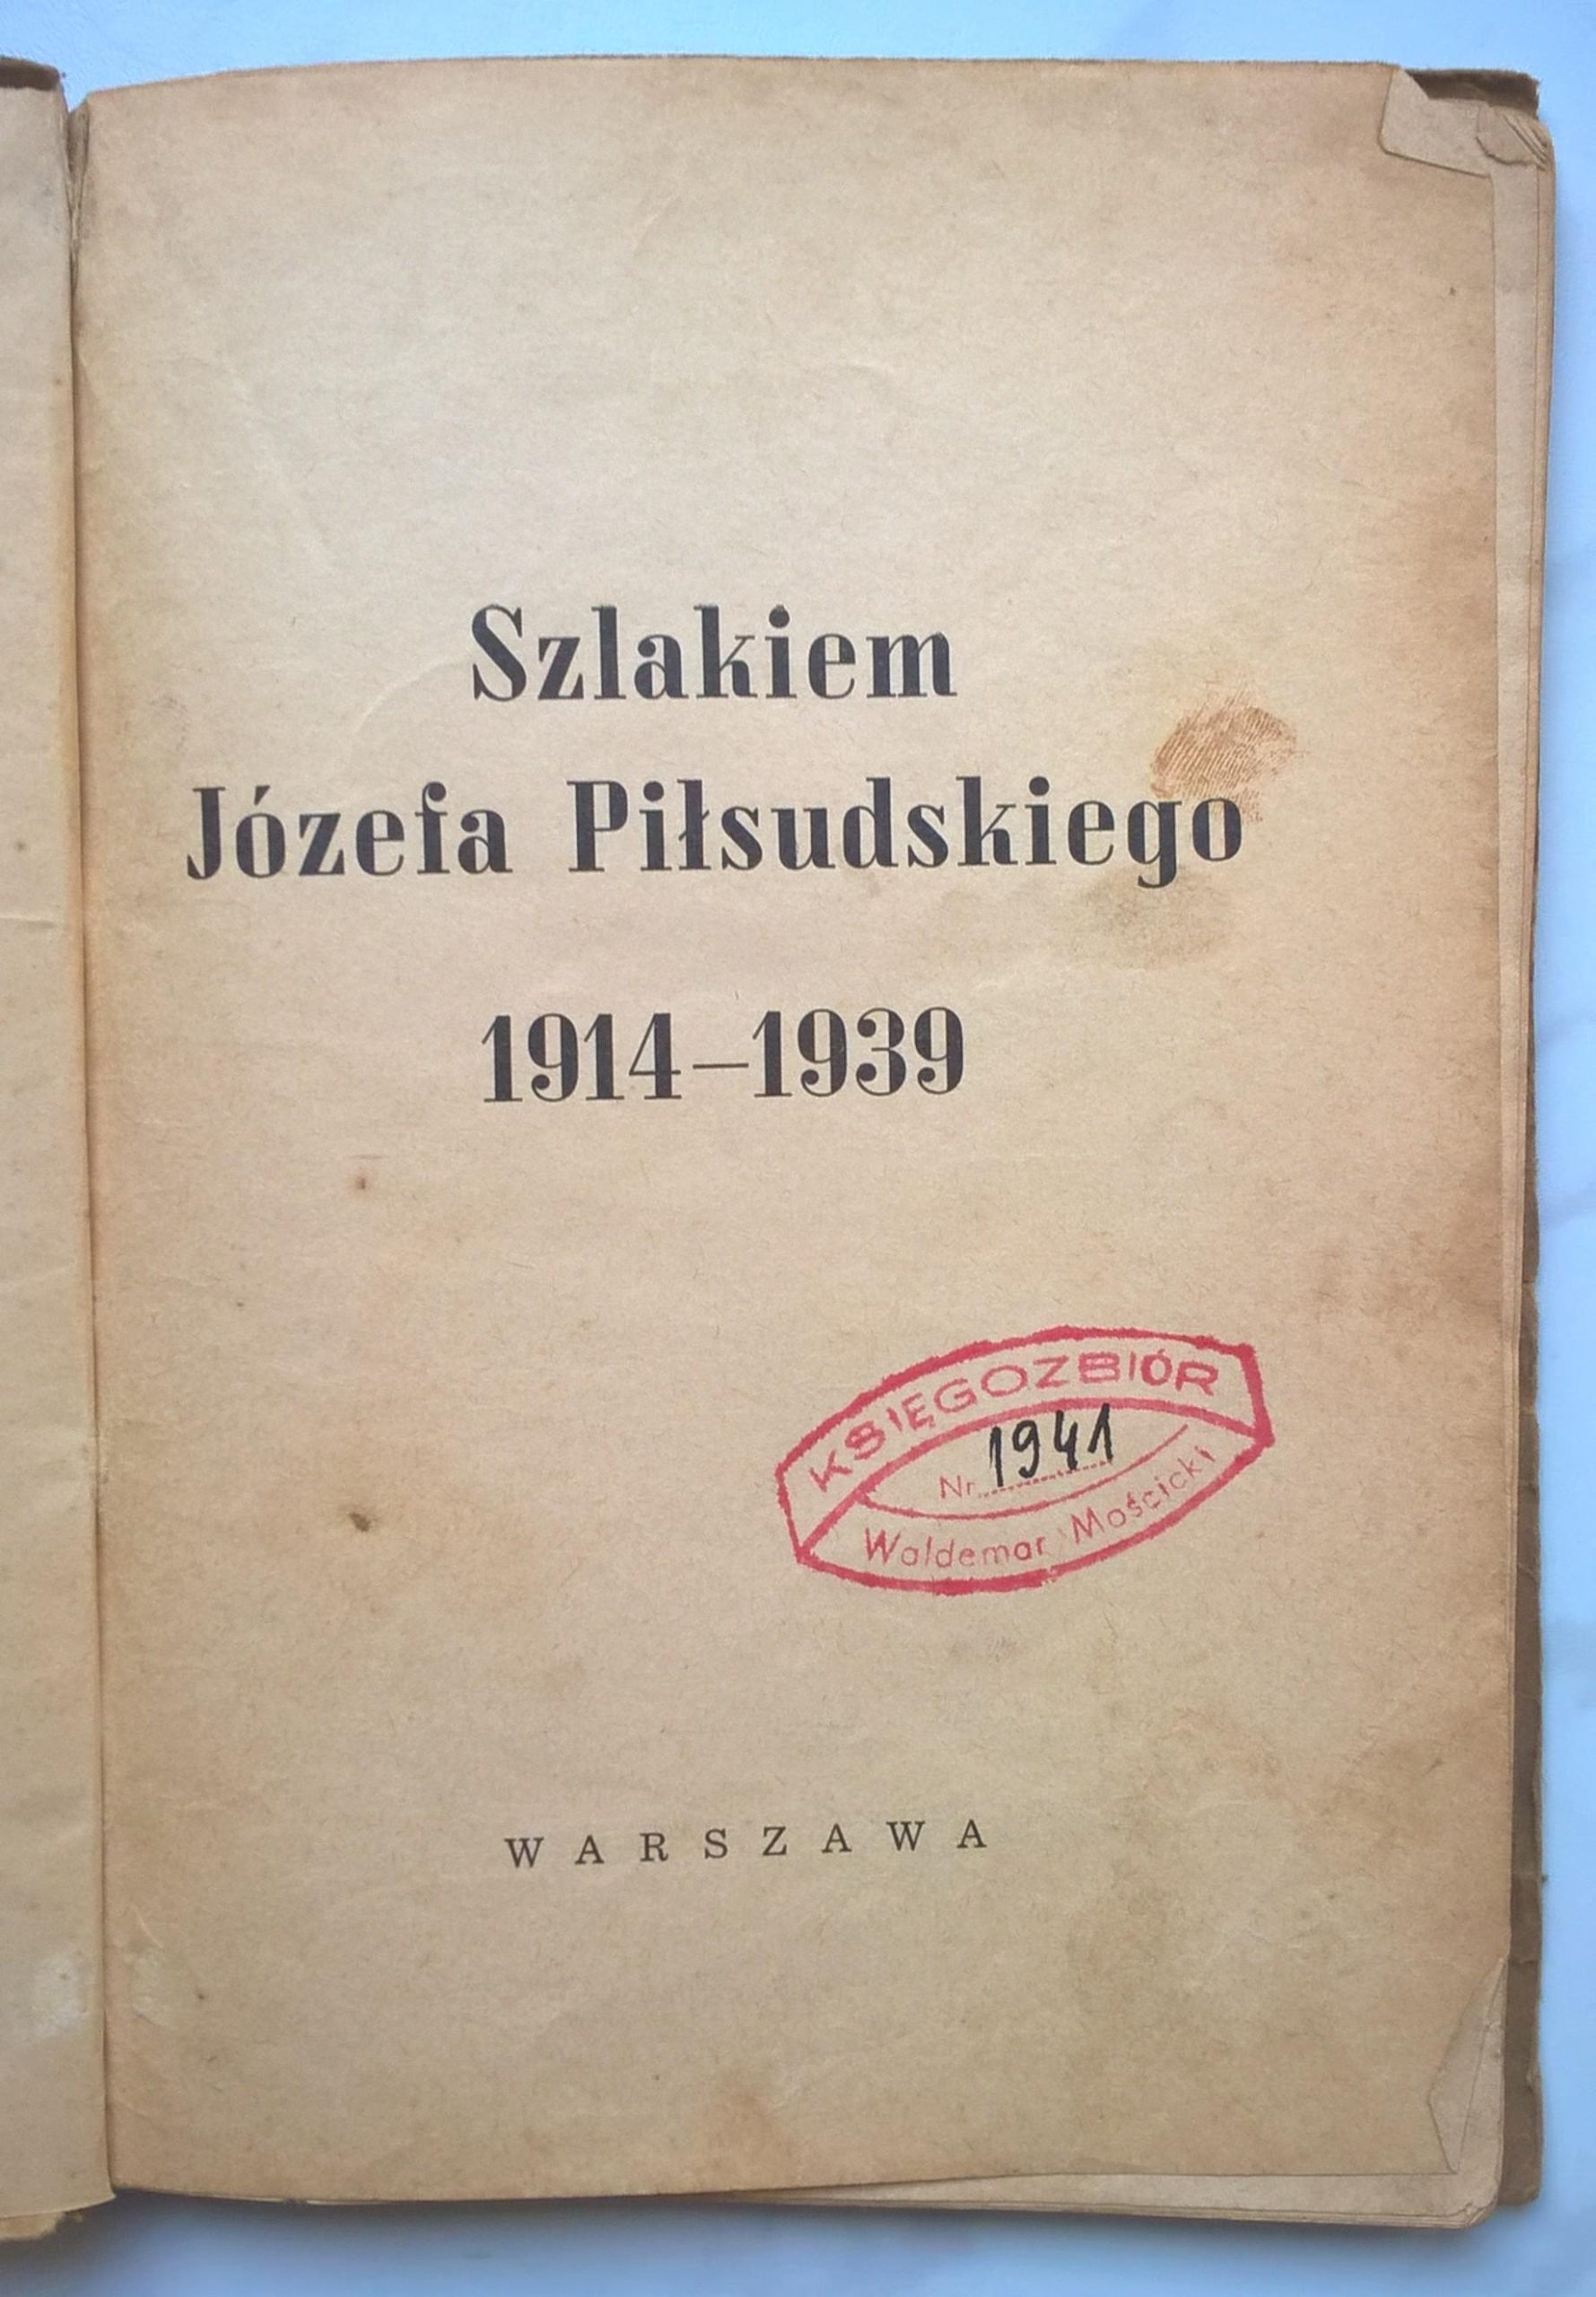 Szlakiem
Józefa Piłsudskiego
1914–1939
KSIĘGOZBIÓR
Nr. 1941
Waldemar Mościcki
WARSZAWA